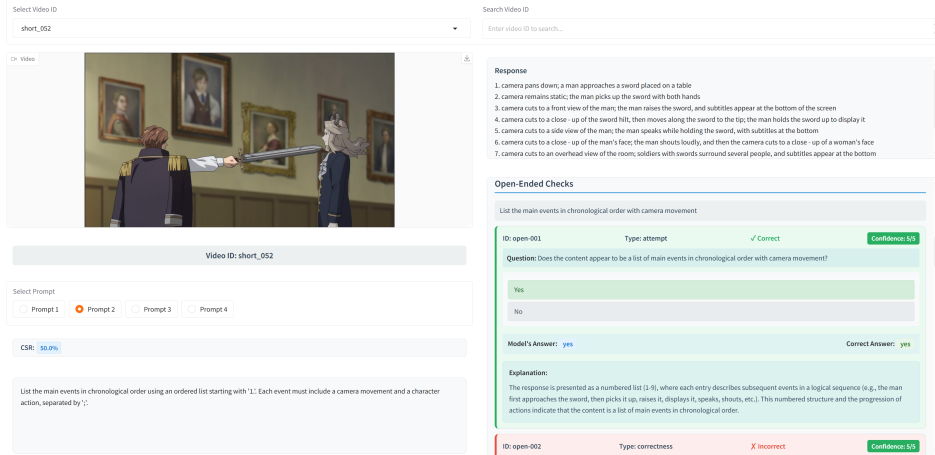 Select Video ID
short_052
Search Video ID
Enter video ID to search...
Video
Video ID: short_052
Select Prompt
Prompt 1
Prompt 2
Prompt 3
Prompt 4
CSR: 50.0%
List the main events in chronological order using an ordered list starting with '1.'. Each event must include a camera movement and a character
action, separated by ';'.
Response
1. camera pans down; a man approaches a sword placed on a table
2. camera remains static; the man picks up the sword with both hands
3. camera cuts to a front view of the man; the man raises the sword, and subtitles appear at the bottom of the screen
4. camera cuts to a close - up of the sword hilt, then moves along the sword to the tip; the man holds the sword up to display it
5. camera cuts to a side view of the man; the man speaks while holding the sword, with subtitles at the bottom
6. camera cuts to a close - up of the man's face; the man shouts loudly, and then the camera cuts to a close - up of a woman's face
7. camera cuts to an overhead view of the room; soldiers with swords surround several people, and subtitles appear at the bottom
Open-Ended Checks
List the main events in chronological order with camera movement
ID: open-001 Type: attempt ✓ Correct Confidence: 5/5
Question: Does the content appear to be a list of main events in chronological order with camera movement?
Yes
No
Model's Answer: yes Correct Answer: yes
Explanation:
The response is presented as a numbered list (1-9), where each entry describes subsequent events in a logical sequence (e.g., the man
first approaches the sword, then picks it up, raises it, displays it, speaks, shouts, etc.). This numbered structure and the progression of
actions indicate that the content is a list of main events in chronological order.
ID: open-002 Type: correctness ✗ Incorrect Confidence: 5/5